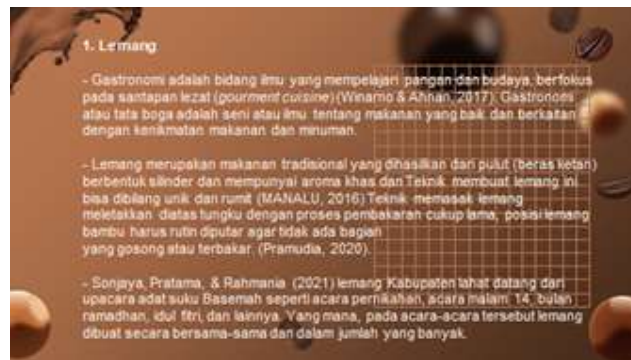 1. Lemang
- Gastronomi adalah bidang ilmu yang mempelajari pangan dan budaya, berfokus
pada santapan lezat (gourment cuisine) (Winarno & Ahnan, 2017). Gastronomi
atau tata boga adalah seni atau ilmu tentang makanan yang baik dan berkaitan
dengan kenikmatan makanan dan minuman.
- Lemang merupakan makanan tradisional yang dihasilkan dari pulut (beras ketan)
berbentuk silinder dan mempunyai aroma khas dan Teknik membuat lemang ini
bisa dibilang unik dan rumit (MANALU, 2016) Teknik memasak lemang
meletakkan diatas tungku dengan proses pembakaran cukup lama, posisi lemang
bambu harus rutin diputar agar tidak ada bagian
yang gosong atau terbakar. (Pramudia, 2020).
- Sonjaya, Pratama, & Rahmania (2021) lemang Kabupaten lahat datang dari
upacara adat suku Basemah seperti acara pernikahan, acara malam 14, bulan
ramadhan, idul fitri, dan lainnya. Yang mana, pada acara-acara tersebut lemang
dibuat secara bersama-sama dan dalam jumlah yang banyak.